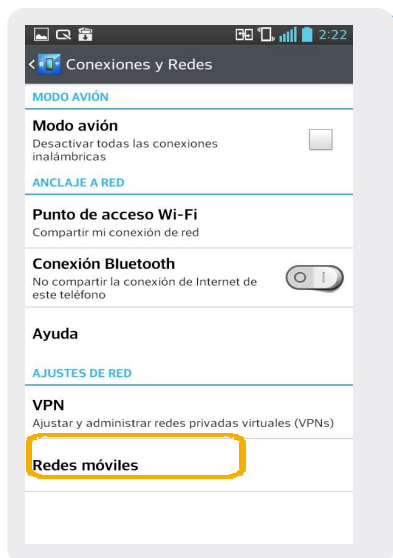 2:22
Conexiones y Redes
MODO AVIÓN
Modo avión
Desactivar todas las conexiones
inalámbricas
ANCLAJE A RED
Punto de acceso Wi-Fi
Compartir mi conexión de red
Conexión Bluetooth
No compartir la conexión de Internet de
este teléfono
Ayuda
AJUSTES DE RED
VPN
Ajustar y administrar redes privadas virtuales (VPNs)
Redes móviles